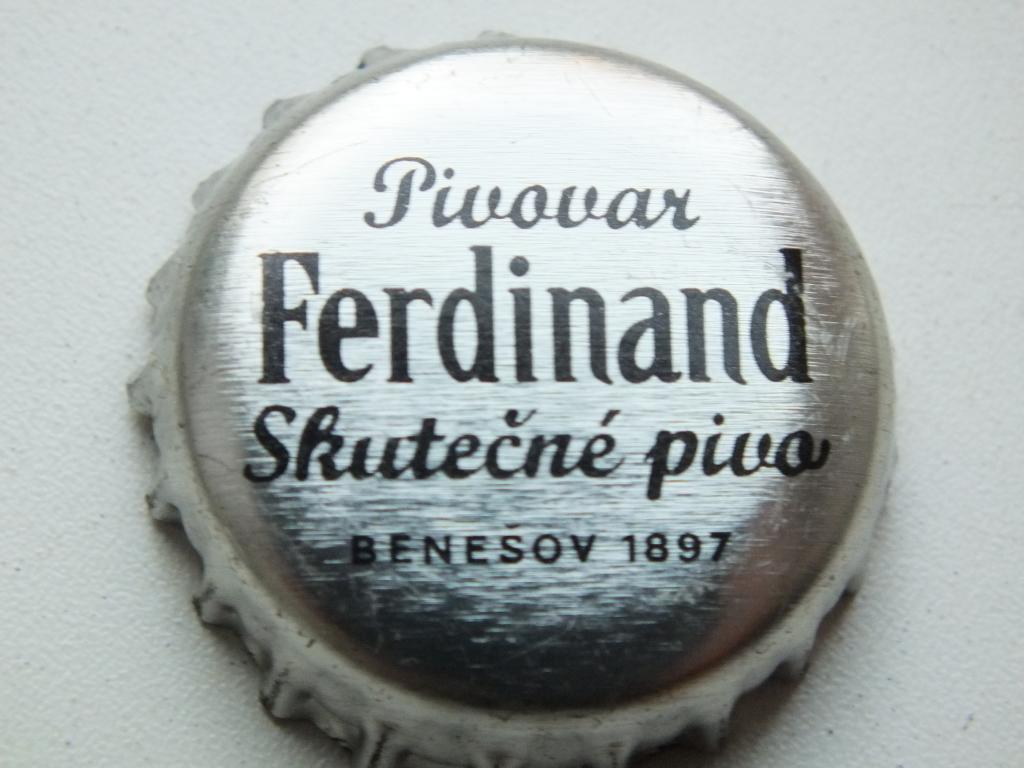 Pivovar
Ferdinand
Skutečné pivo
BENEŠOV 1897